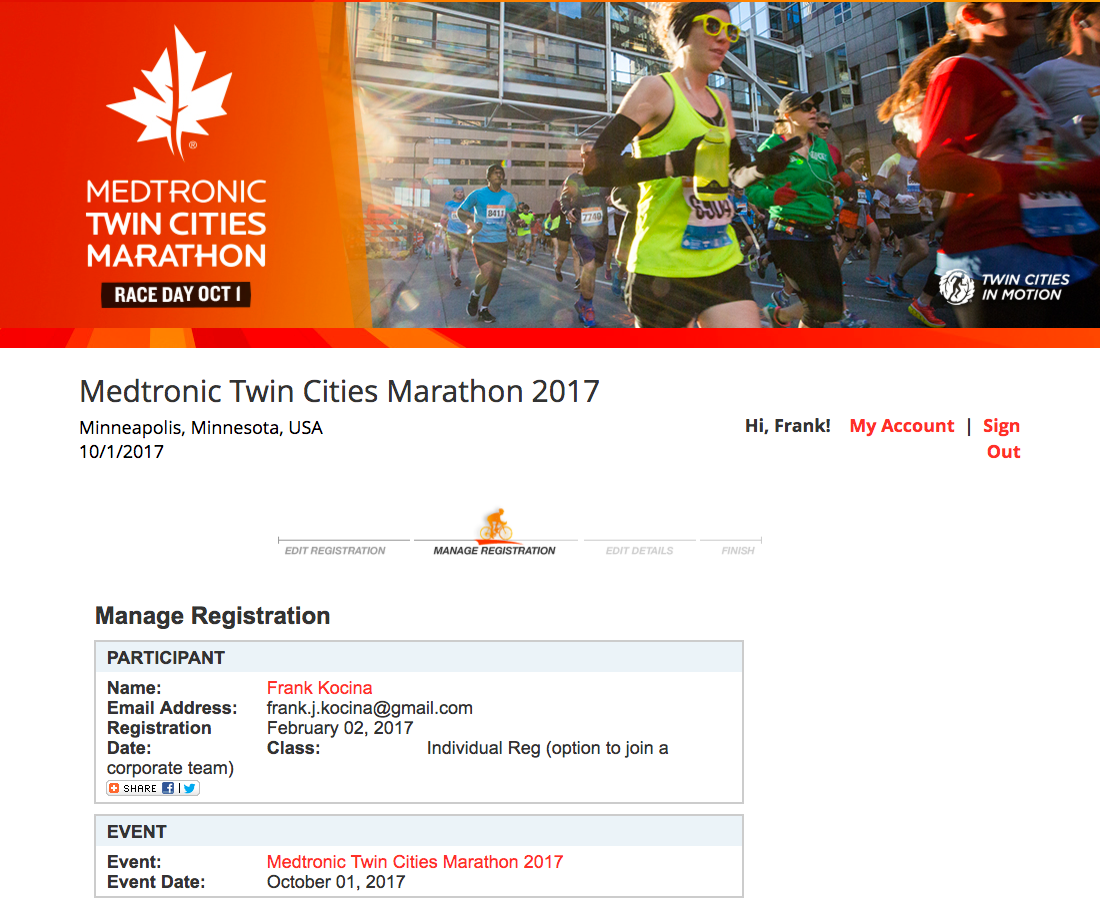 MEDTRONIC
TWIN CITIES
MARATHON
RACE DAY OCT 1
8411
7740
TWIN CITIES
IN MOTION
Medtronic Twin Cities Marathon 2017
Minneapolis, Minnesota, USA
10/1/2017
Hi, Frank! My Account | Sign
Out
EDIT REGISTRATION MANAGE REGISTRATION EDIT DETAILS FINISH
Manage Registration
PARTICIPANT
Name: Frank Kocina
Email Address: frank.j.kocina@gmail.com
Registration February 02, 2017
Date: Class: Individual Reg (option to join a
corporate team)
SHARE
EVENT
Event: Medtronic Twin Cities Marathon 2017
Event Date: October 01, 2017